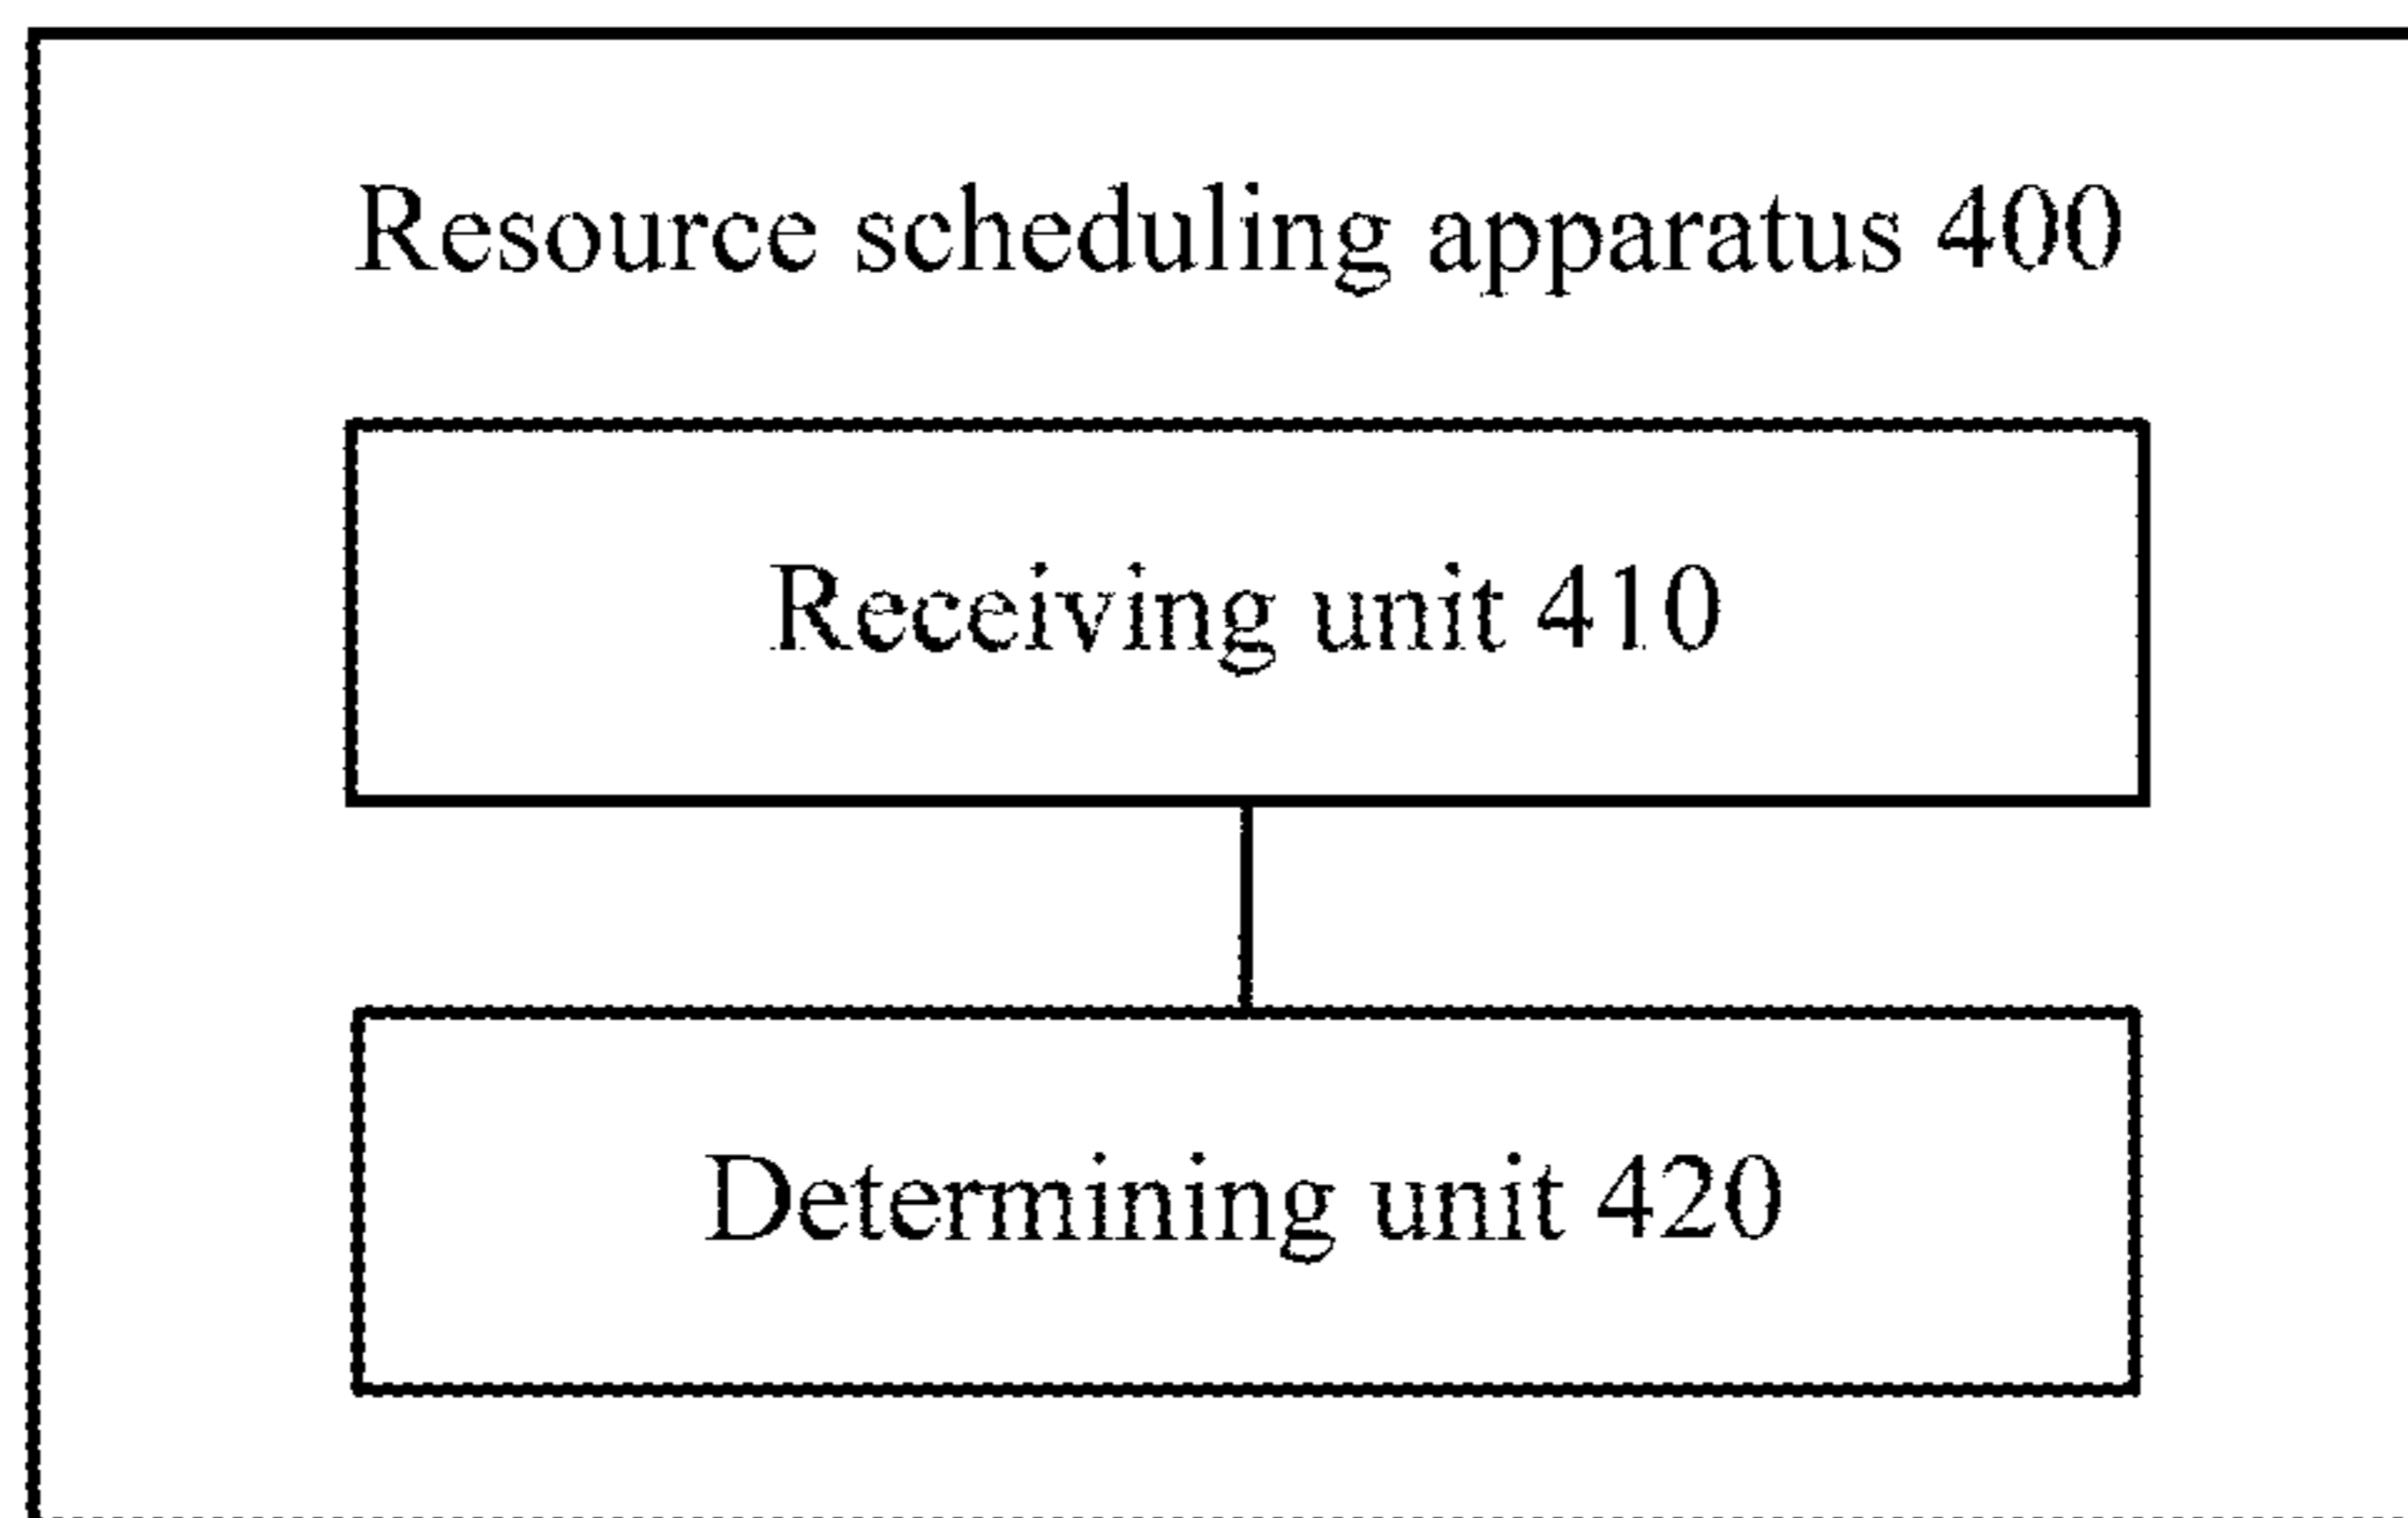 Resource scheduling apparatus 400
Receiving unit 410
Determining unit 420